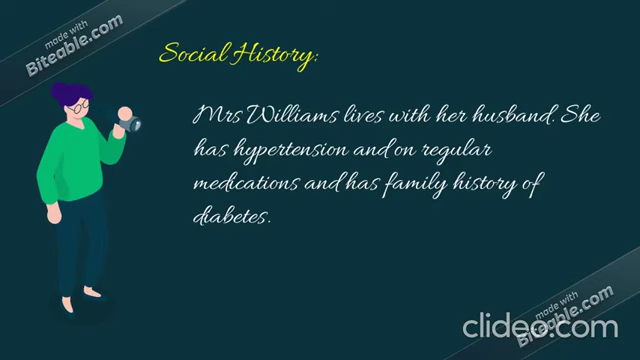 made with
Biteable.com
Social History:
Mrs Williams lives with her husband. She
has hypertension and on regular
medications and has family history of
diabetes.
made with
Biteable.com
clideo.com